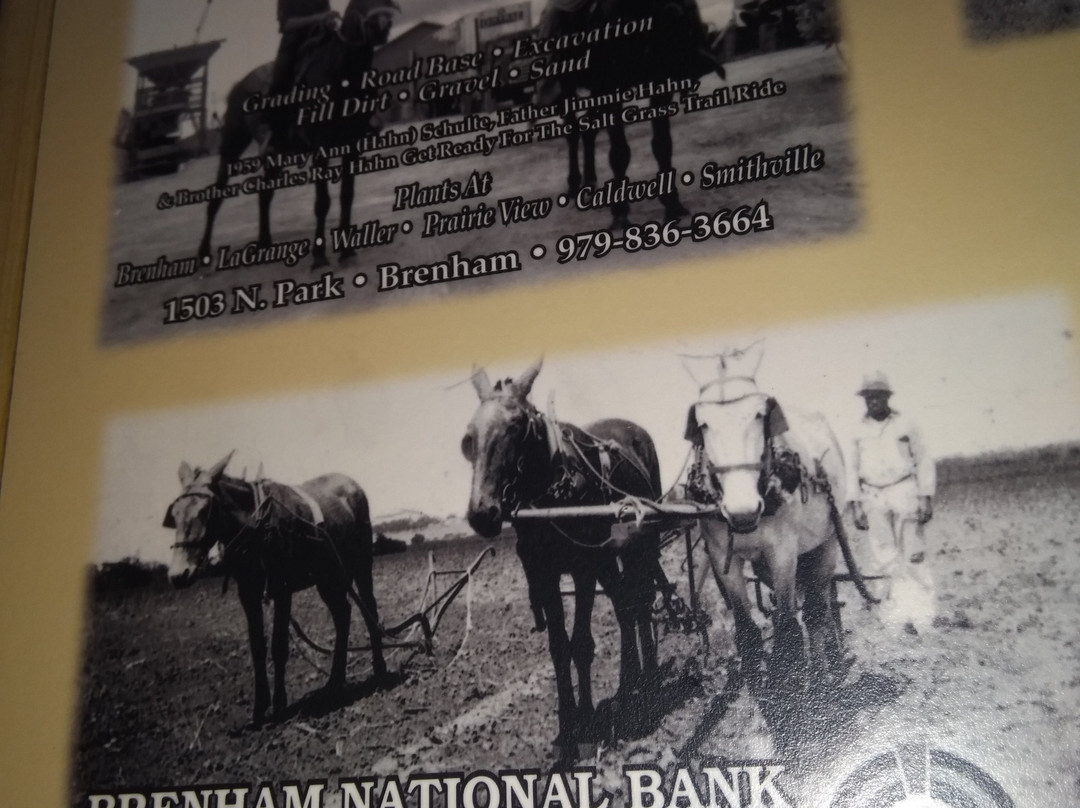 Grading • Road Base • Excavation
Fill Dirt • Gravel • Sand
1959 Mary Ann (Hahn) Schulte, Father Jimmie Hahn,
& Brother Charles Ray Hahn Get Ready For The Salt Grass Trail Ride
Plants At
Brenham • LaGrange • Waller • Prairie View • Caldwell • Smithville
1503 N. Park • Brenham • 979-836-3664
BRENHAM NATIONAL BANK